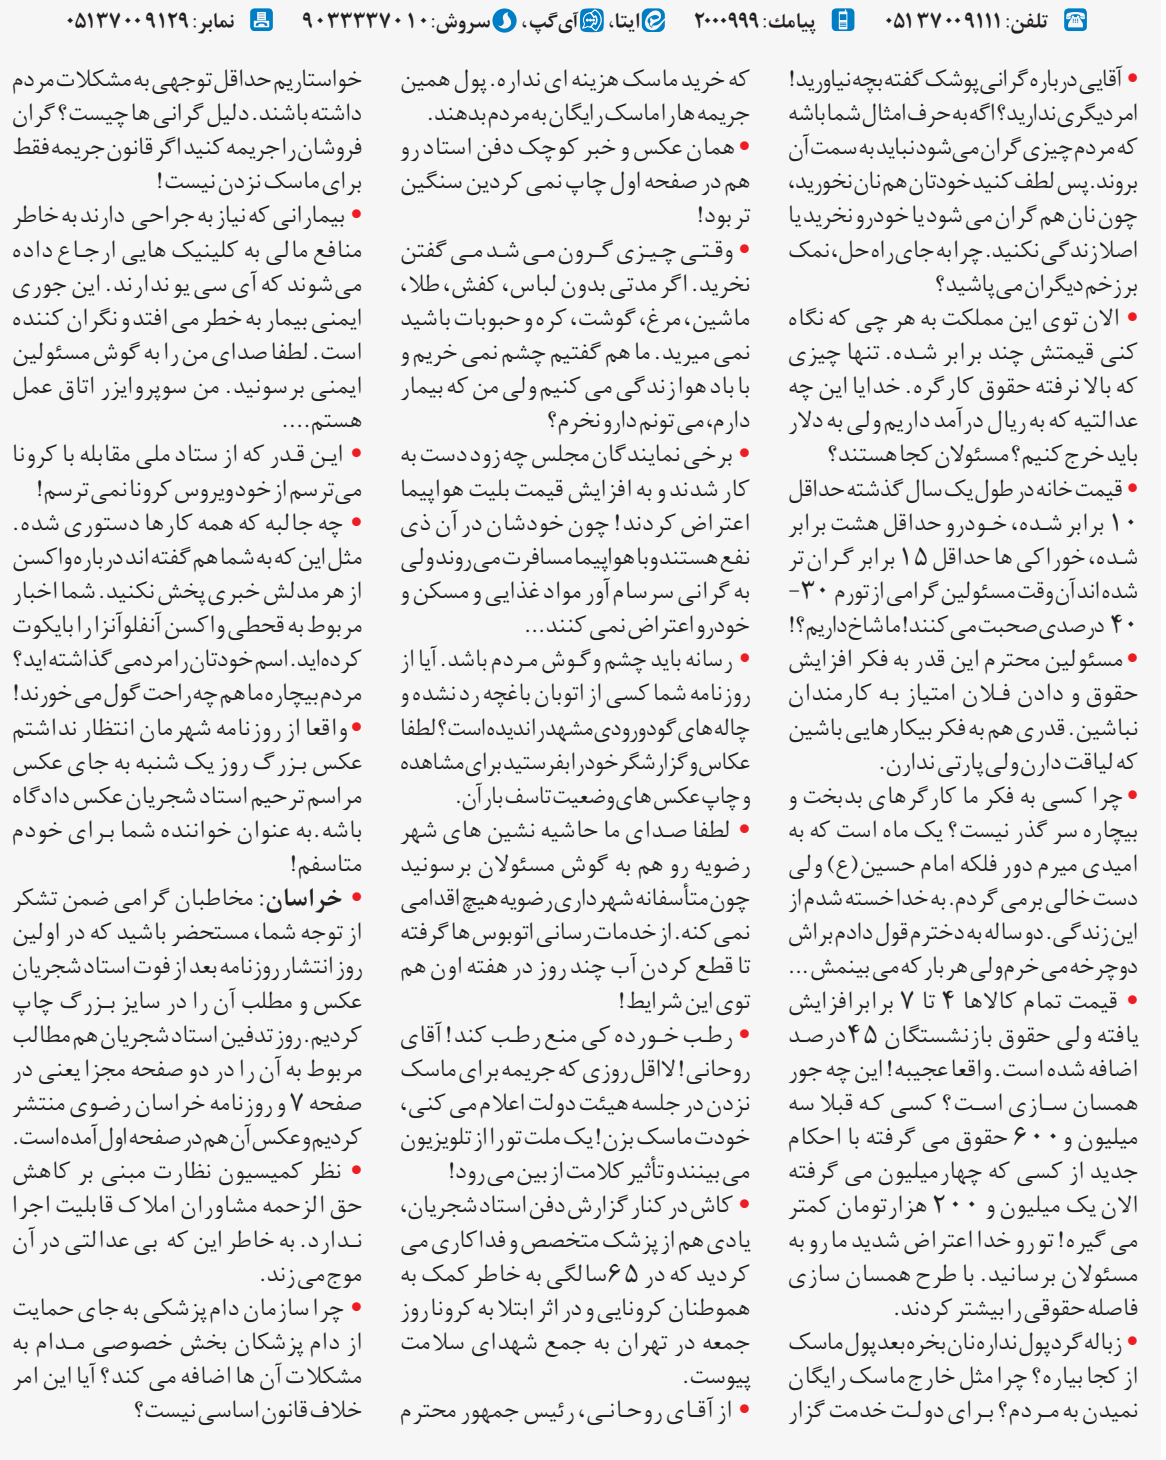 تلفن: ۰۵۱۳۷۰۰۹۱۱۱ پیامک: ۲۰۰۰۹۹۹ ایتا، آی‌گپ، سروش: ۹۰۳۳۳۳۷۰۱۰ نمابر: ۰۵۱۳۷۰۰۹۱۲۹
• آقایی درباره گرانی پوشک گفته بچه نیاورید!
امر دیگری ندارید؟ اگه به حرف امثال شما باشه
که مردم چیزی گران می‌شود نباید به سمت آن
بروند. پس لطف کنید خودتان هم نان نخورید،
چون نان هم گران می شود یا خودرو نخرید یا
اصلا زندگی نکنید. چرا به جای راه حل، نمک
بر زخم دیگران می‌پاشید؟
• الان توی این مملکت به هر چی که نگاه
کنی قیمتش چند برابر شده. تنها چیزی
که بالا نرفته حقوق کارگره. خدایا این چه
عدالتیه که به ریال درآمد داریم ولی به دلار
باید خرج کنیم؟ مسئولان کجا هستند؟
• قیمت خانه در طول یک سال گذشته حداقل
۱۰ برابر شده، خودرو حداقل هشت برابر
شده، خوراکی ها حداقل ۱۵ برابر گران تر
شده اند آن وقت مسئولین گرامی از تورم ۳۰-
۴۰ درصدی صحبت می کنند! ماشاخ داریم؟!
• مسئولین محترم این قدر به فکر افزایش
حقوق و دادن فلان امتیاز به کارمندان
نباشین. قدری هم به فکر بیکارهایی باشین
که لیاقت دارن ولی پارتی ندارن.
• چرا کسی به فکر ما کارگرهای بدبخت و
بیچاره سر گذر نیست؟ یک ماه است که به
امیدی میرم دور فلکه امام حسین(ع) ولی
دست خالی برمی گردم. به خدا خسته شدم از
این زندگی. دو ساله به دخترم قول دادم براش
دوچرخه می خرم ولی هر بار که می بینمش ...
• قیمت تمام کالاها ۴ تا ۷ برابر افزایش
یافته ولی حقوق بازنشستگان ۴۵ درصد
اضافه شده است. واقعا عجیبه! این چه جور
همسان سازی است؟ کسی که قبلا سه
میلیون و ۶۰۰ حقوق می گرفته با احکام
جدید از کسی که چهار میلیون می گرفته
الان یک میلیون و ۲۰۰ هزار تومان کمتر
می گیره! تو رو خدا اعتراض شدید ما رو به
مسئولان برسانید. با طرح همسان سازی
فاصله حقوقی را بیشتر کردند.
• زباله گرد پول نداره نان بخره بعد پول ماسک
از کجا بیاره؟ چرا مثل خارج ماسک رایگان
نمیدن به مردم؟ برای دولت خدمت گزار
که خرید ماسک هزینه ای نداره. پول همین
جریمه ها را ماسک رایگان به مردم بدهند.
• همان عکس و خبر کوچک دفن استاد رو
هم در صفحه اول چاپ نمی کردین سنگین
تر بود!
• وقتی چیزی گرون می شد می گفتن
نخرید. اگر مدتی بدون لباس، کفش، طلا،
ماشین، مرغ، گوشت، کره و حبوبات باشید
نمی میرید. ما هم گفتیم چشم نمی خریم و
با باد هوا زندگی می کنیم ولی من که بیمار
دارم، می تونم دارو نخرم؟
• برخی نمایندگان مجلس چه زود دست به
کار شدند و به افزایش قیمت بلیت هواپیما
اعتراض کردند! چون خودشان در آن ذی
نفع هستند و با هواپیما مسافرت می روند ولی
به گرانی سرسام آور مواد غذایی و مسکن و
خودرو اعتراض نمی کنند...
• رسانه باید چشم و گوش مردم باشد. آیا از
روزنامه شما کسی از اتوبان باغچه رد نشده و
چاله های گود ورودی مشهد را ندیده است؟ لطفا
عکاس و گزارشگر خود را بفرستید برای مشاهده
و چاپ عکس های وضعیت تاسف بار آن.
• لطفا صدای ما حاشیه نشین های شهر
رضویه رو هم به گوش مسئولان برسونید
چون متأسفانه شهرداری رضویه هیچ اقدامی
نمی کنه. از خدمات رسانی اتوبوس ها گرفته
تا قطع کردن آب چند روز در هفته اون هم
توی این شرایط!
• رطب خورده کی منع رطب کند! آقای
روحانی! لااقل روزی که جریمه برای ماسک
نزدن در جلسه هیئت دولت اعلام می کنی،
خودت ماسک بزن! یک ملت تو را از تلویزیون
می بینند و تأثیر کلامت از بین می رود!
• کاش در کنار گزارش دفن استاد شجریان،
یادی هم از پزشک متخصص و فداکاری می
کردید که در ۶۵ سالگی به خاطر کمک به
هموطنان کرونایی و در اثر ابتلا به کرونا روز
جمعه در تهران به جمع شهدای سلامت
پیوست.
• از آقای روحانی، رئیس جمهور محترم
خواستاریم حداقل توجهی به مشکلات مردم
داشته باشند. دلیل گرانی ها چیست؟ گران
فروشان را جریمه کنید اگر قانون جریمه فقط
برای ماسک نزدن نیست!
• بیمارانی که نیاز به جراحی دارند به خاطر
منافع مالی به کلینیک هایی ارجاع داده
می‌شوند که آی سی یو ندارند. این جوری
ایمنی بیمار به خطر می افتد و نگران کننده
است. لطفا صدای من را به گوش مسئولین
ایمنی برسونید. من سوپروایزر اتاق عمل
هستم....
• این قدر که از ستاد ملی مقابله با کرونا
می‌ترسم از خود ویروس کرونا نمی ترسم!
• چه جالبه که همه کارها دستوری شده.
مثل این که به شما هم گفته اند درباره واکسن
از هر مدلش خبری پخش نکنید. شما اخبار
مربوط به قحطی واکسن آنفلوآنزا را بایکوت
کرده‌اید. اسم خودتان را مردمی گذاشته اید؟
مردم بیچاره ما هم چه راحت گول می خورند!
• واقعا از روزنامه شهرمان انتظار نداشتم
عکس بزرگ روز یک شنبه به جای عکس
مراسم ترحیم استاد شجریان عکس دادگاه
باشه. به عنوان خواننده شما برای خودم
متاسفم!
• خراسان: مخاطبان گرامی ضمن تشکر
از توجه شما، مستحضر باشید که در اولین
روز انتشار روزنامه بعد از فوت استاد شجریان
عکس و مطلب آن را در سایز بزرگ چاپ
کردیم. روز تدفین استاد شجریان هم مطالب
مربوط به آن را در دو صفحه مجزا یعنی در
صفحه ۷ و روزنامه خراسان رضوی منتشر
کردیم و عکس آن هم در صفحه اول آمده است.
• نظر کمیسیون نظارت مبنی بر کاهش
حق الزحمه مشاوران املاک قابلیت اجرا
ندارد. به خاطر این که بی عدالتی در آن
موج می زند.
• چرا سازمان دام پزشکی به جای حمایت
از دام پزشکان بخش خصوصی مدام به
مشکلات آن ها اضافه می کند؟ آیا این امر
خلاف قانون اساسی نیست؟